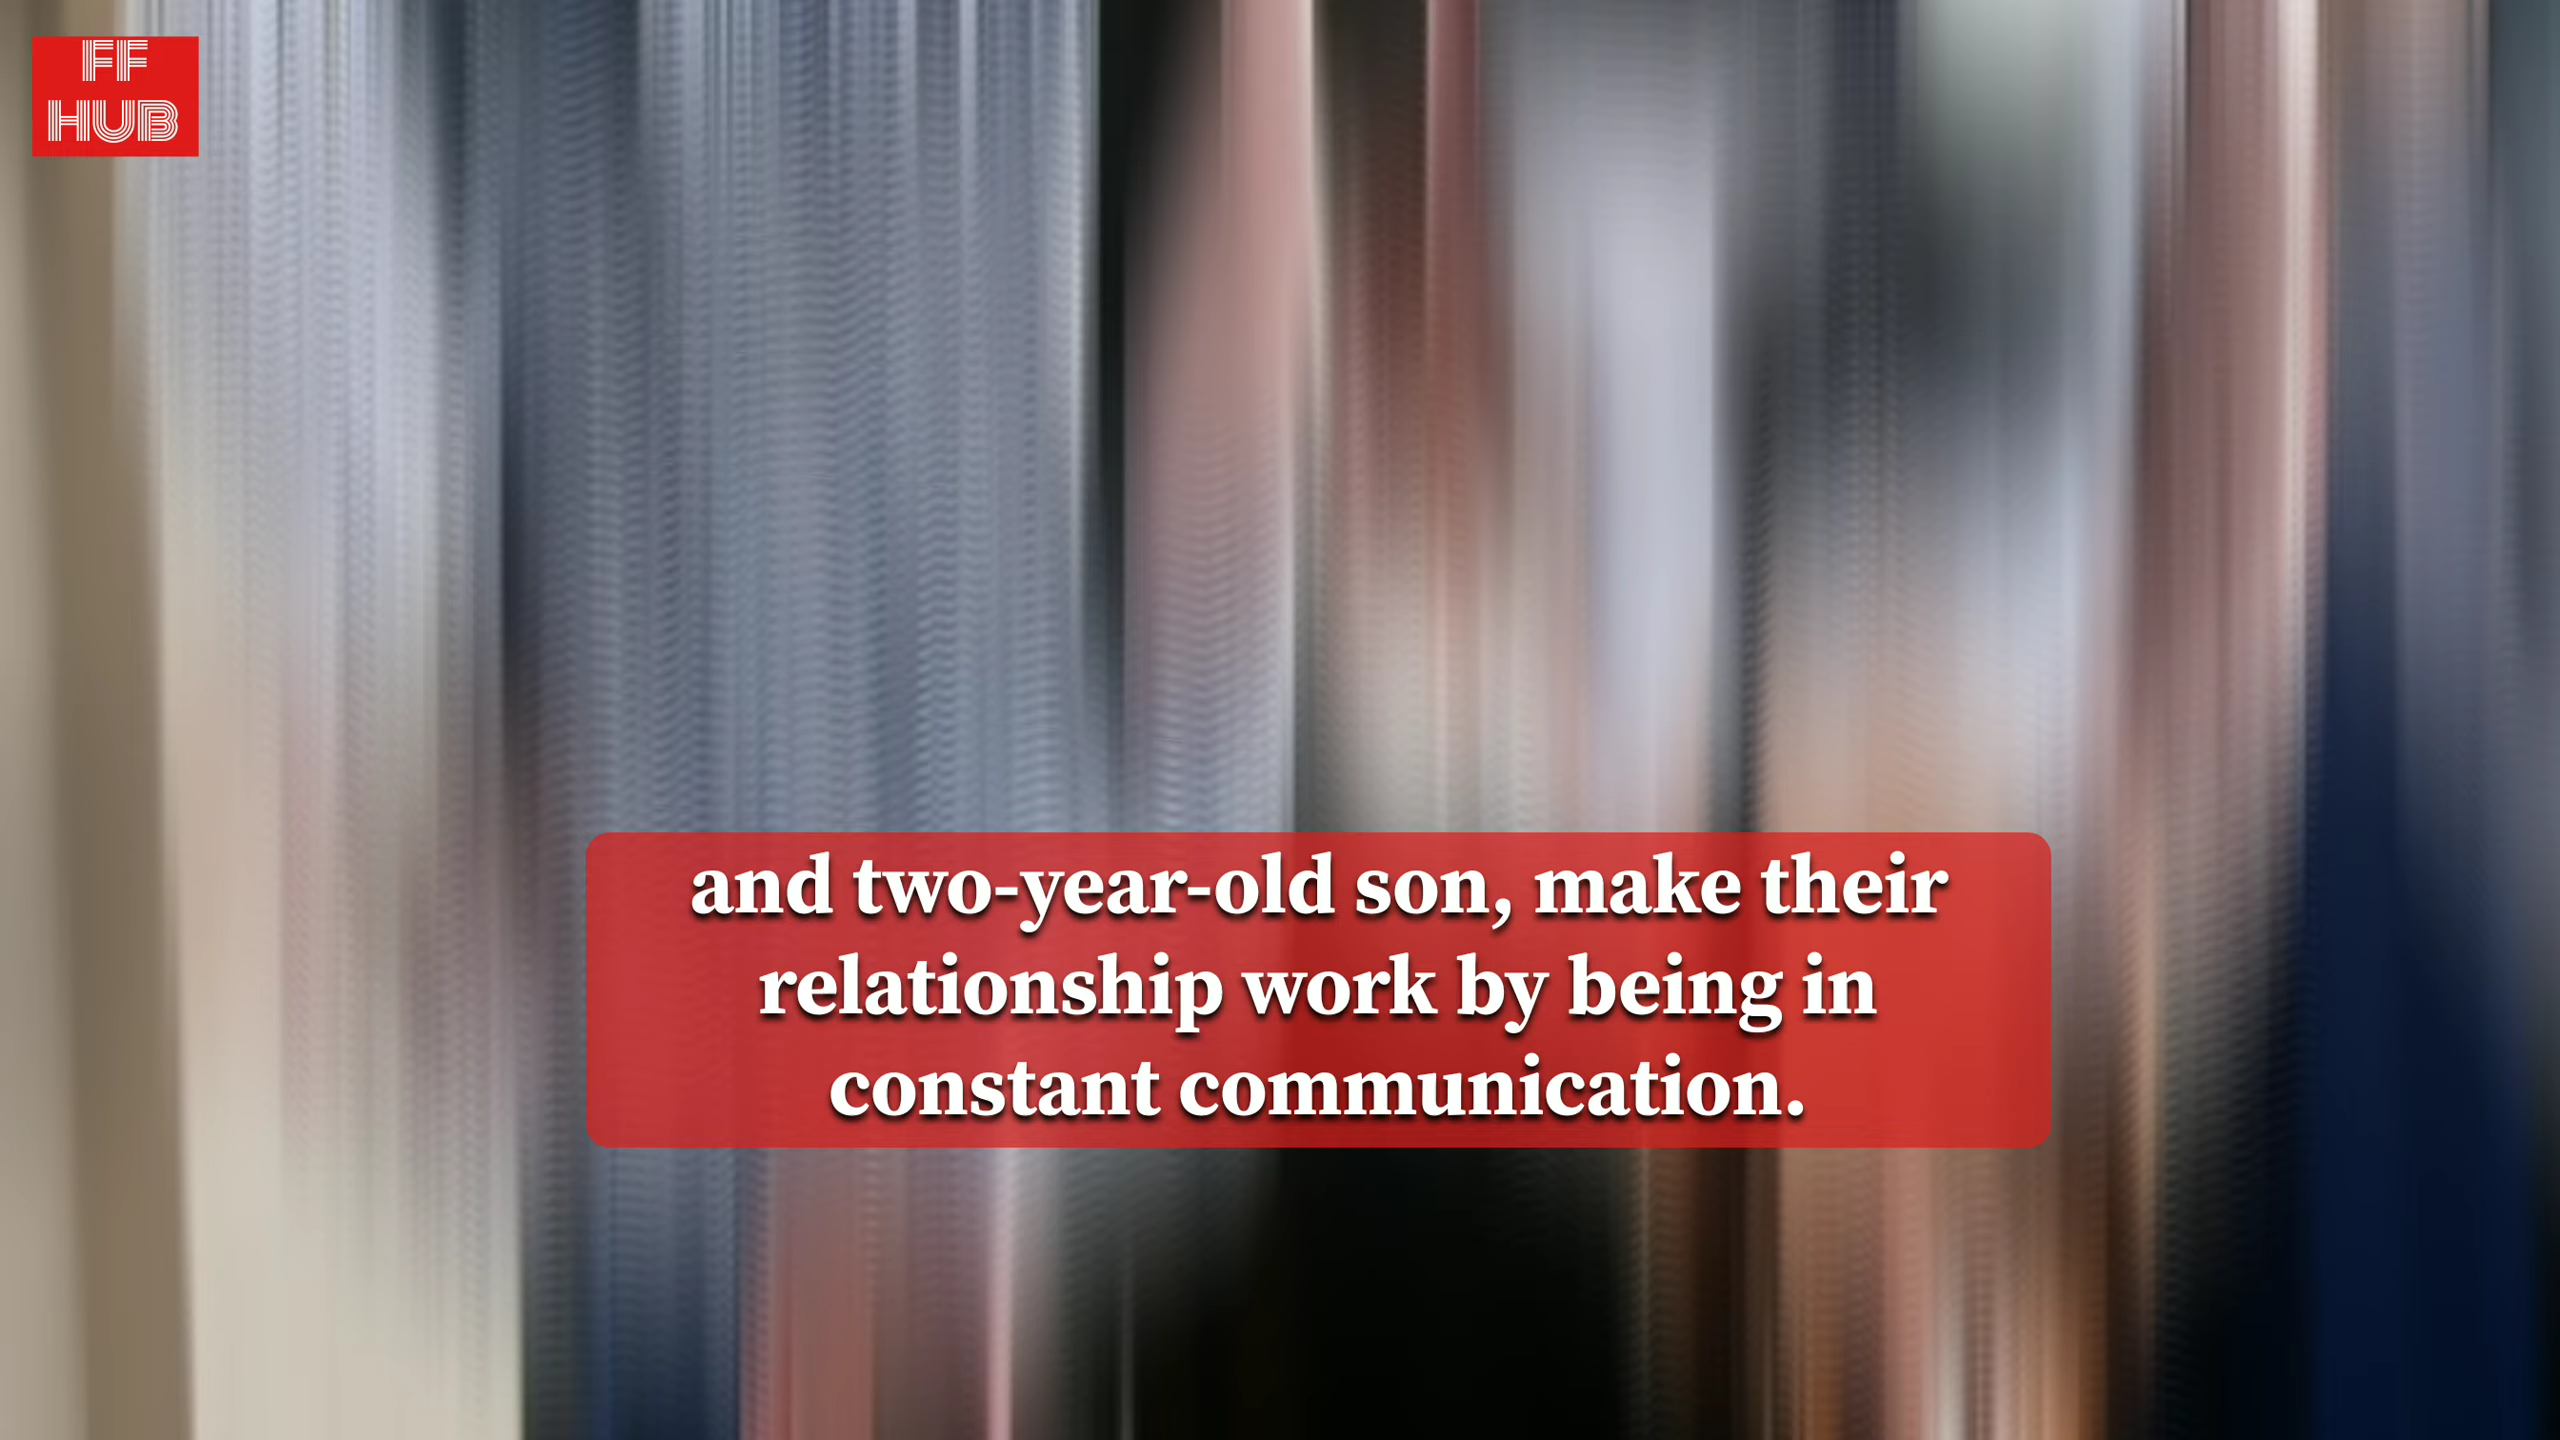 FF
HUB
and two-year-old son, make their
relationship work by being in
constant communication.